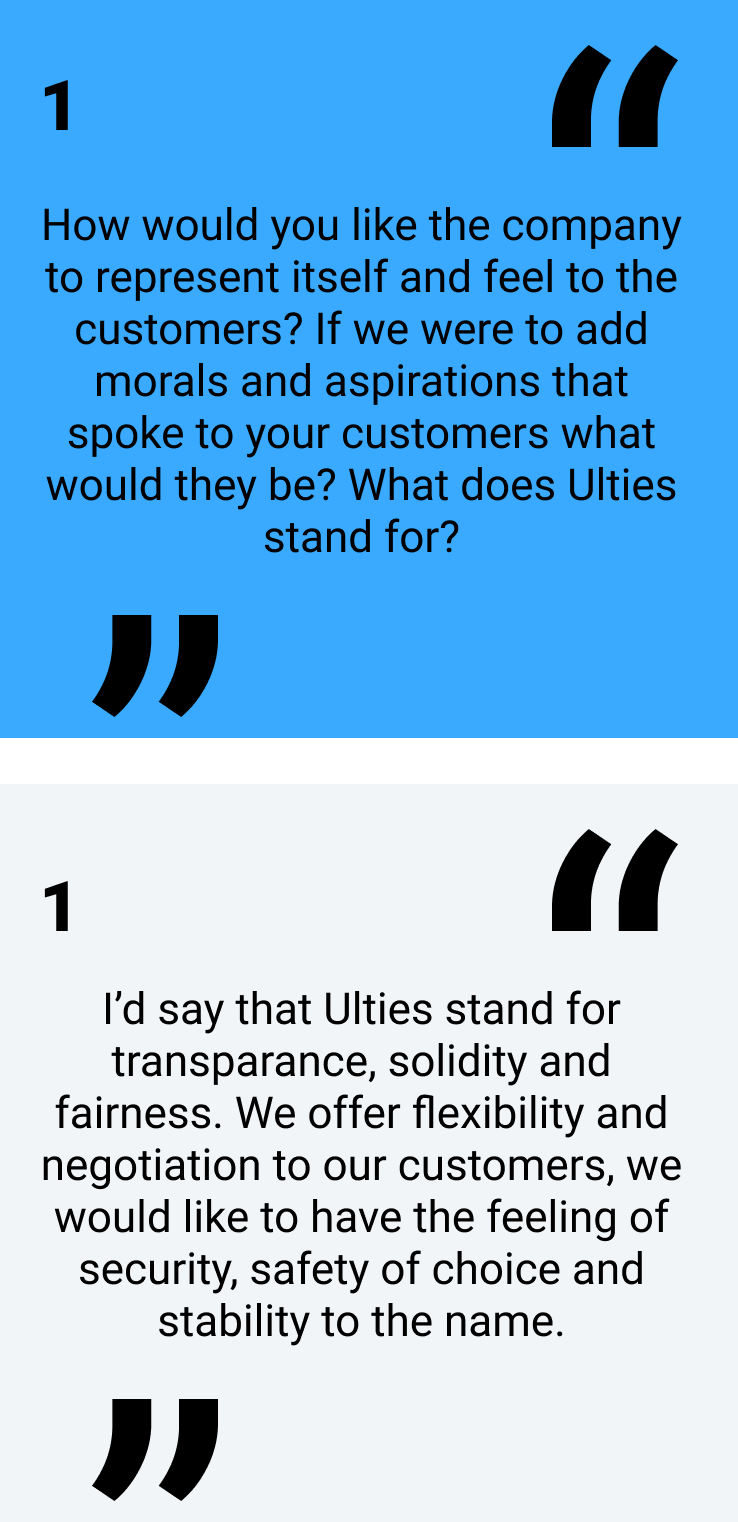 1
“
How would you like the company
to represent itself and feel to the
customers? If we were to add
morals and aspirations that
spoke to your customers what
would they be? What does Ulties
stand for?
”
1
“
I’d say that Ulties stand for
transparance, solidity and
fairness. We offer flexibility and
negotiation to our customers, we
would like to have the feeling of
security, safety of choice and
stability to the name.
”